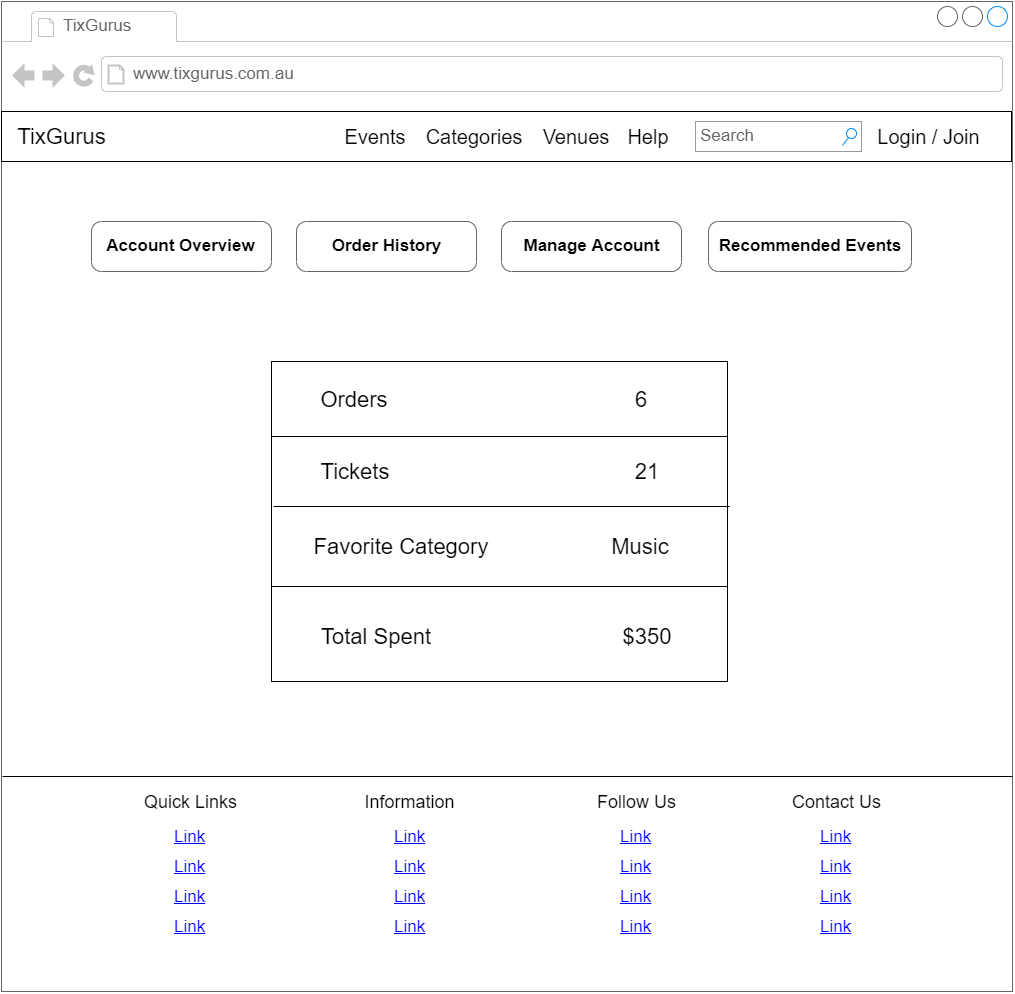 TixGurus
www.tixgurus.com.au
TixGurus Events Categories Venues Help Search Login / Join
Account Overview Order History Manage Account Recommended Events
Orders 6
Tickets 21
Favorite Category Music
Total Spent $350
Quick Links Information Follow Us Contact Us
Link Link Link Link
Link Link Link Link
Link Link Link Link
Link Link Link Link